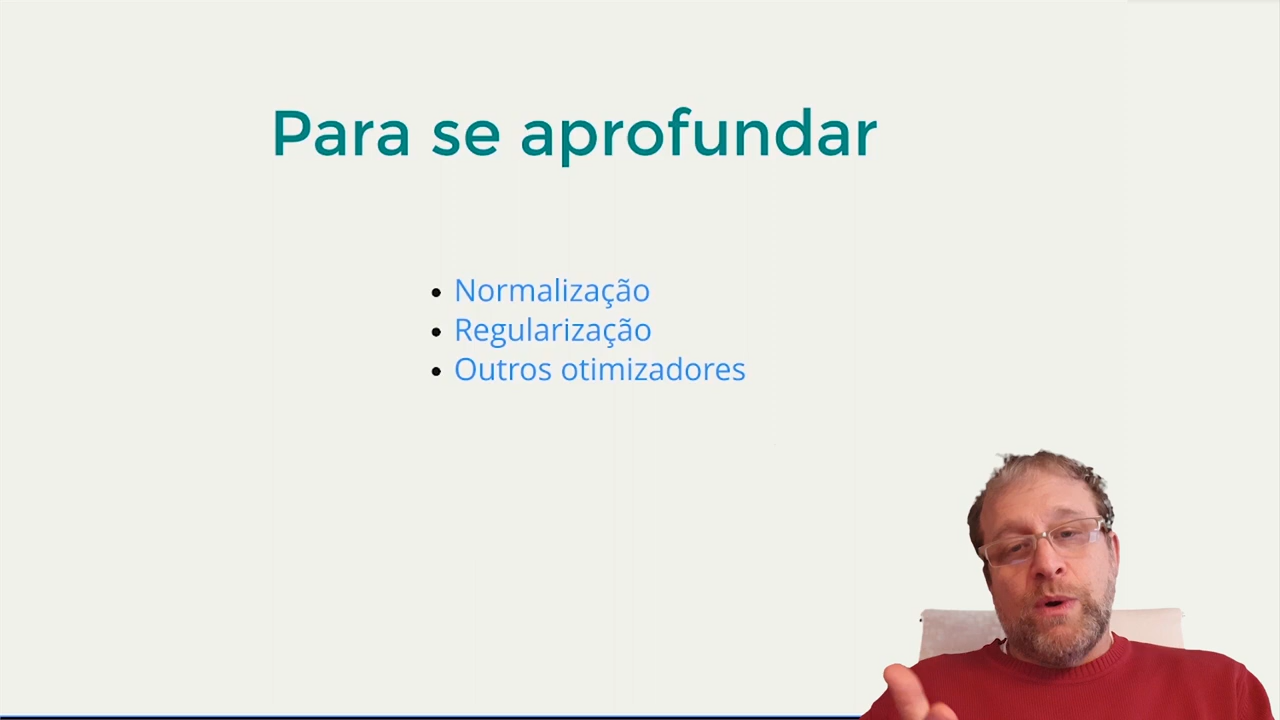 Para se aprofundar
Normalização
Regularização
Outros otimizadores